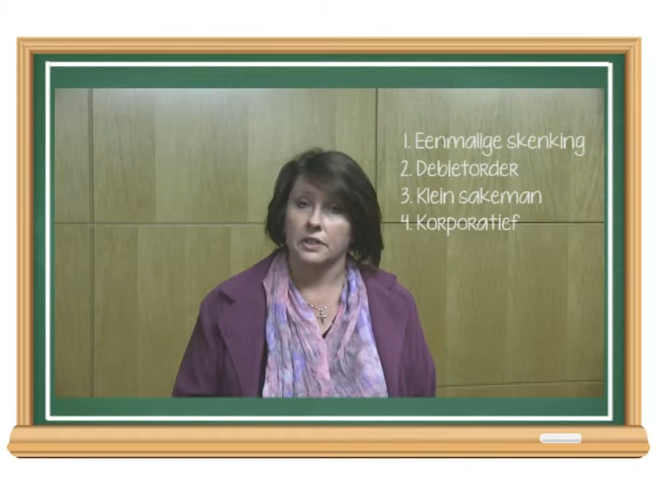 1. Eenmalige skenking
2. Debietorder
3. Klein sakeman
4. Korporatief